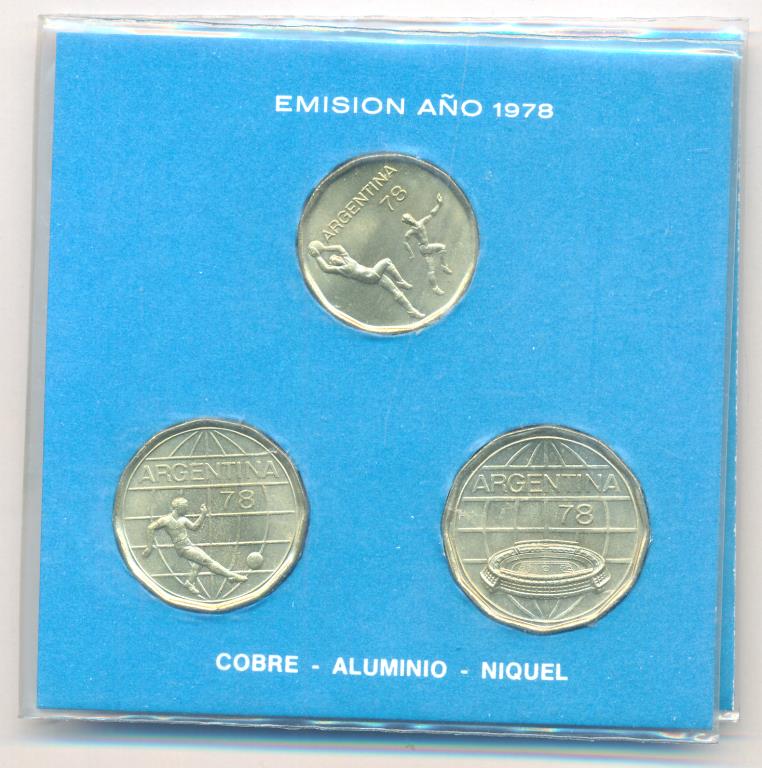 EMISION AÑO 1978
ARGENTINA
78
ARGENTINA
78
ARGENTINA
78
COBRE - ALUMINIO - NIQUEL